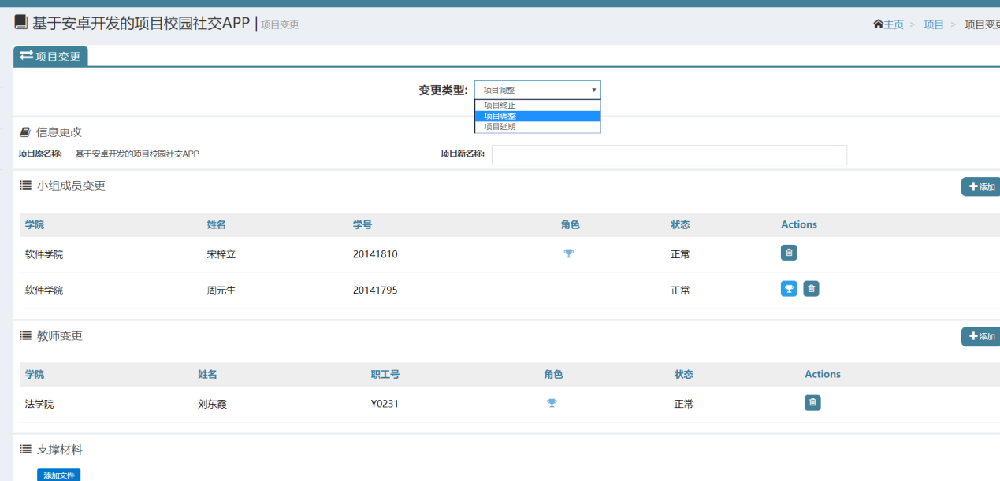 基于安卓开发的项目校园社交APP | 项目变更
主页 > 项目 > 项目变更
项目变更
变更类型: 项目调整
项目终止
项目调整
项目延期
信息更改
项目原名称: 基于安卓开发的项目校园社交APP 项目新名称:
小组成员变更 添加
学院 姓名 学号 角色 状态 Actions
软件学院 宋梓立 20141810 正常
软件学院 周元生 20141795 正常
教师变更 添加
学院 姓名 职工号 角色 状态 Actions
法学院 刘东霞 Y0231 正常
支撑材料
添加文件